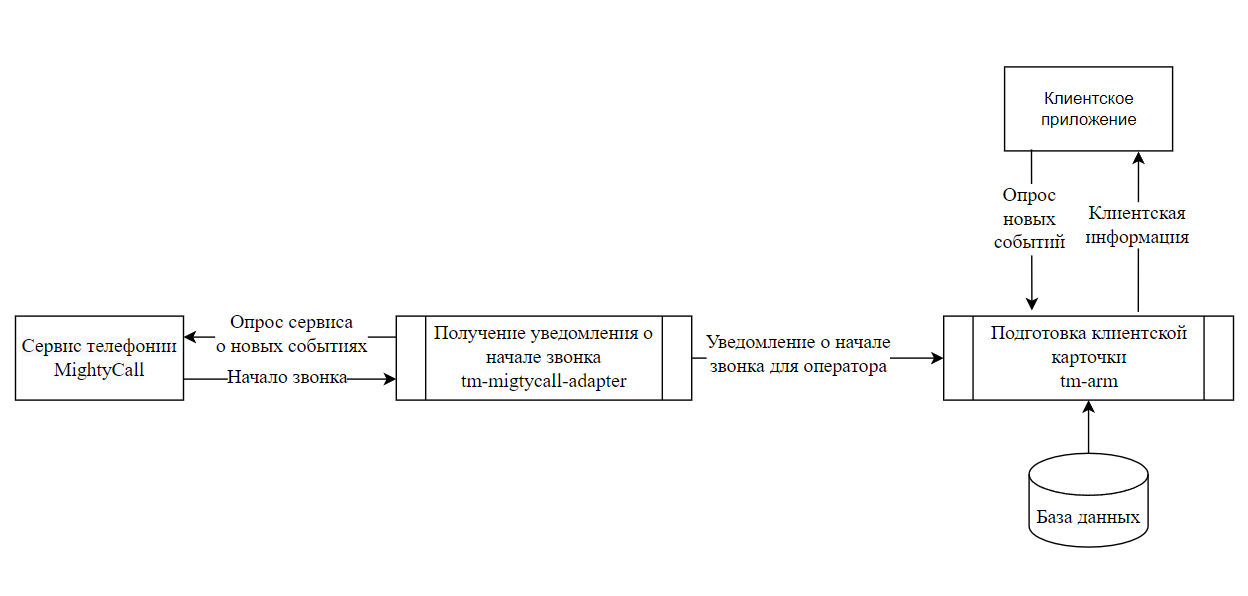 Клиентское
приложение
Опрос
новых
событий
Клиентская
информация
Сервис телефонии
MightyCall
Опрос сервиса
о новых событиях
Начало звонка
Получение уведомления о
начале звонка
tm-migtycall-adapter
Уведомление о начале
звонка для оператора
Подготовка клиентской
карточки
tm-arm
База данных